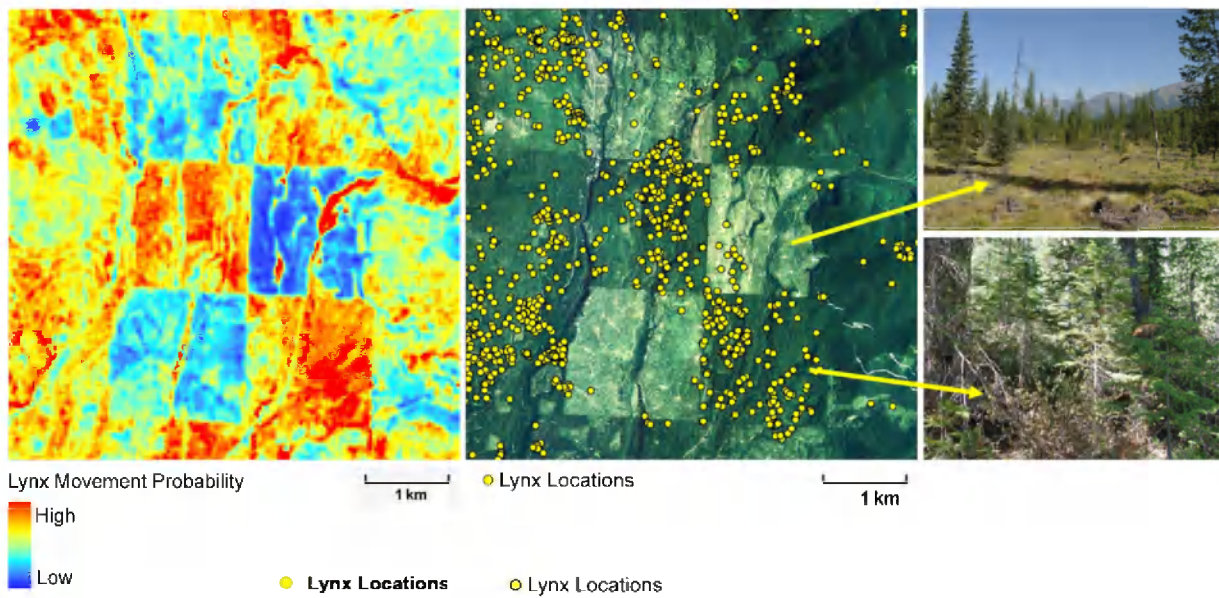 Lynx Movement Probability
1 km
High
Low
Lynx Locations
1 km
Lynx Locations
Lynx Locations